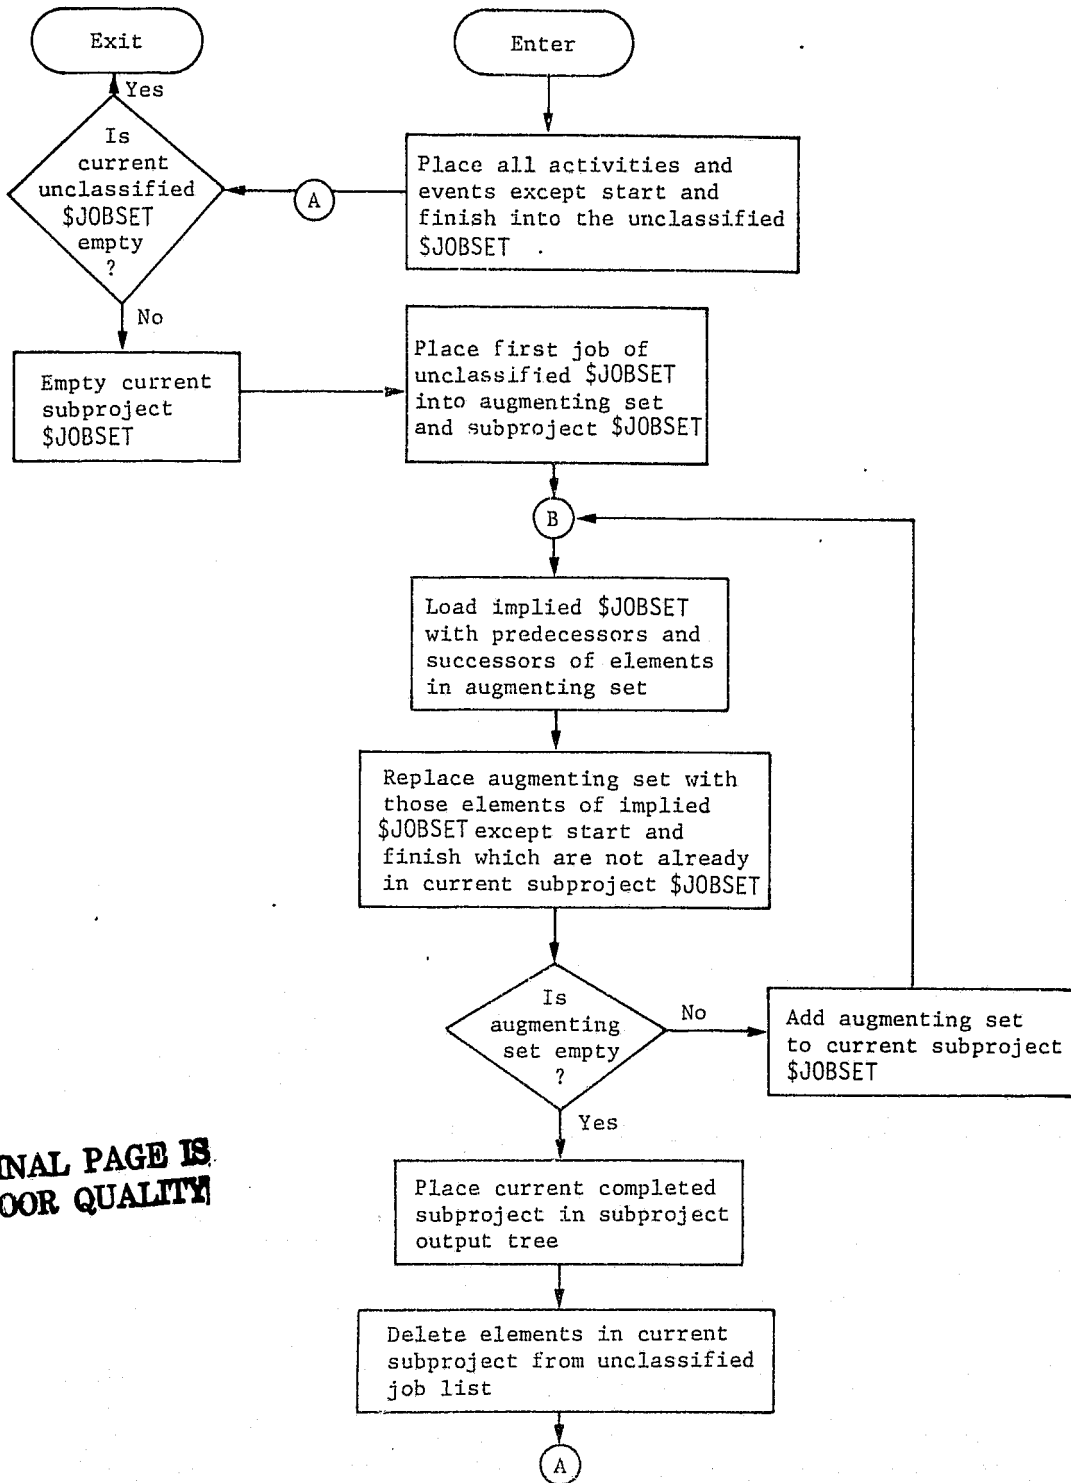 Exit
Enter
Yes
Is
current
unclassified
$JOBSET
empty
?
A
Place all activities and
events except start and
finish into the unclassified
$JOBSET
No
Empty current
subproject
$JOBSET
Place first job of
unclassified $JOBSET
into augmenting set
and subproject $JOBSET
B
Load implied $JOBSET
with predecessors and
successors of elements
in augmenting set
Replace augmenting set with
those elements of implied
$JOBSET except start and
finish which are not already
in current subproject $JOBSET
Is
augmenting
set empty
?
No
Add augmenting set
to current subproject
$JOBSET
Yes
INAL PAGE IS
OOR QUALITY
Place current completed
subproject in subproject
output tree
Delete elements in current
subproject from unclassified
job list
A